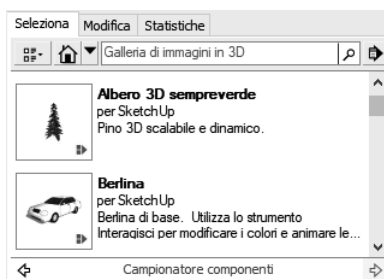 Seleziona Modifica Statistiche
Galleria di immagini in 3D
Albero 3D sempreverde
per SketchUp
Pino 3D scalabile e dinamico.
Berlina
per SketchUp
Berlina di base. Utilizza lo strumento
Interagisci per modificare i colori e animare le...
Campionatore componenti